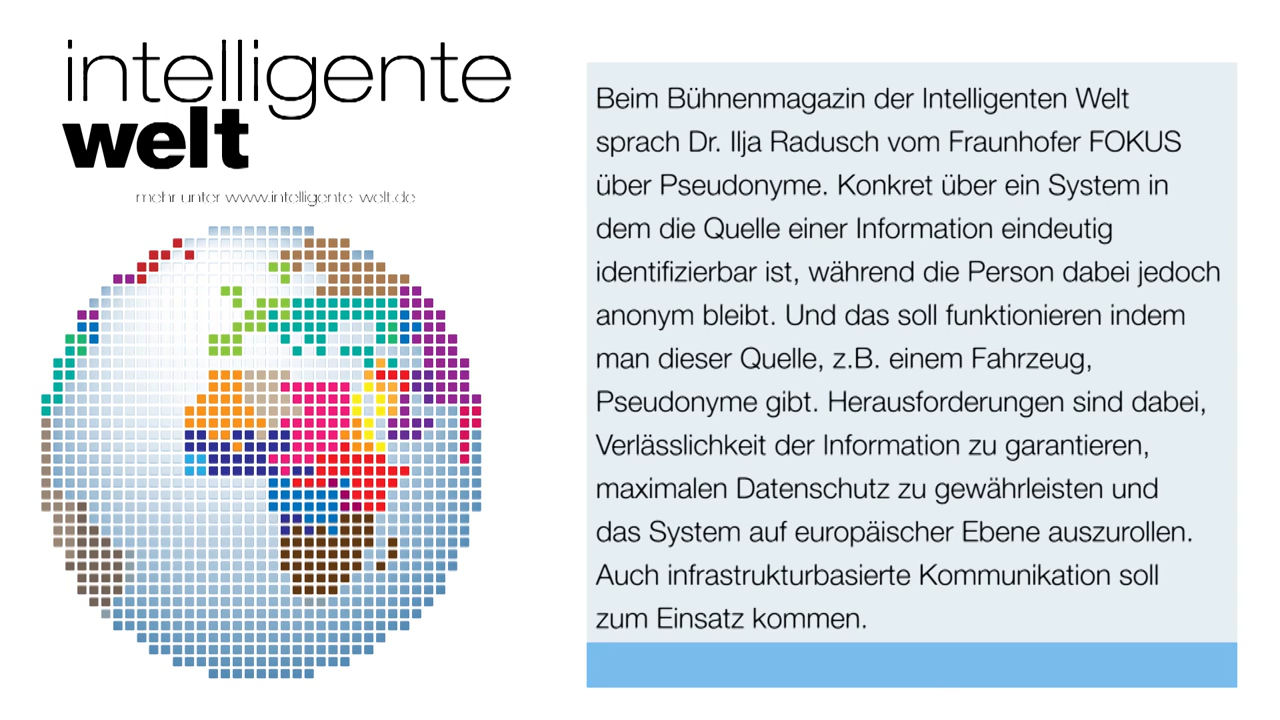 intelligente
welt
mehr unter www.intelligente-welt.de
Beim Bühnenmagazin der Intelligenten Welt
sprach Dr. Ilja Radusch vom Fraunhofer FOKUS
über Pseudonyme. Konkret über ein System in
dem die Quelle einer Information eindeutig
identifizierbar ist, während die Person dabei jedoch
anonym bleibt. Und das soll funktionieren indem
man dieser Quelle, z.B. einem Fahrzeug,
Pseudonyme gibt. Herausforderungen sind dabei,
Verlässlichkeit der Information zu garantieren,
maximalen Datenschutz zu gewährleisten und
das System auf europäischer Ebene auszurollen.
Auch infrastrukturbasierte Kommunikation soll
zum Einsatz kommen.